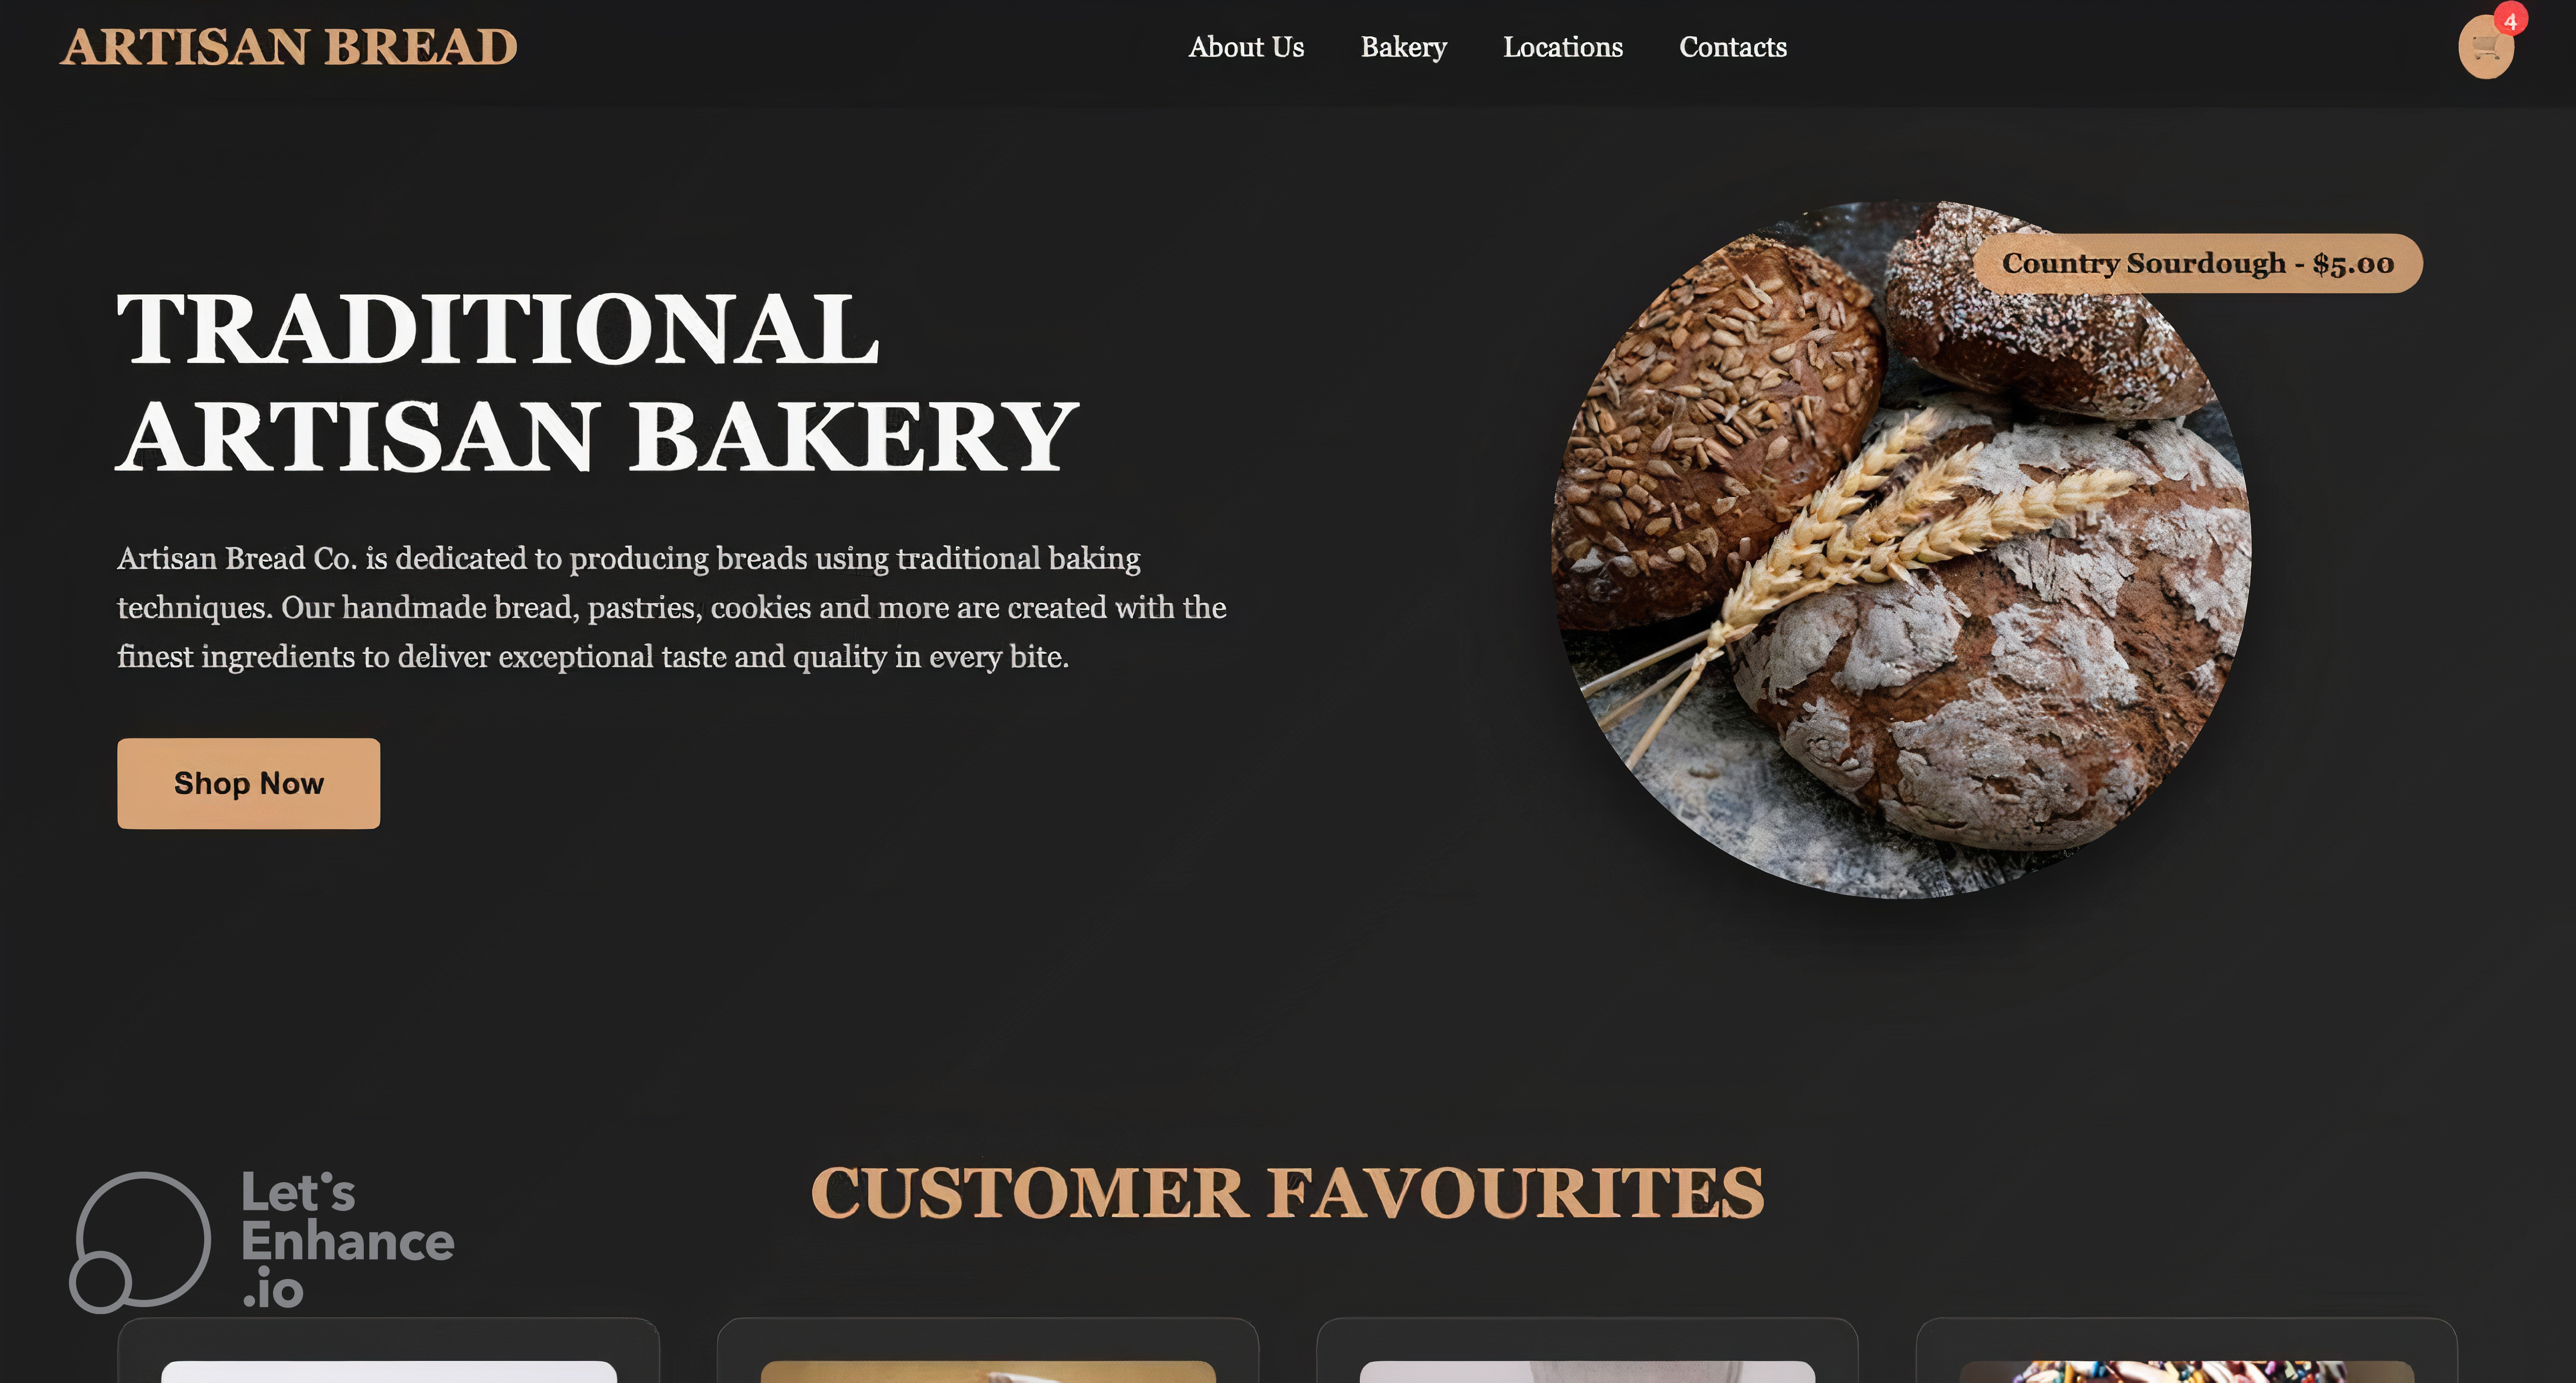 ARTISAN BREAD
About Us
Bakery
Locations
Contacts
4
Country Sourdough - $5.00
TRADITIONAL
ARTISAN BAKERY
Artisan Bread Co. is dedicated to producing breads using traditional baking
techniques. Our handmade bread, pastries, cookies and more are created with the
finest ingredients to deliver exceptional taste and quality in every bite.
Shop Now
CUSTOMER FAVOURITES
Let's
Enhance
.io